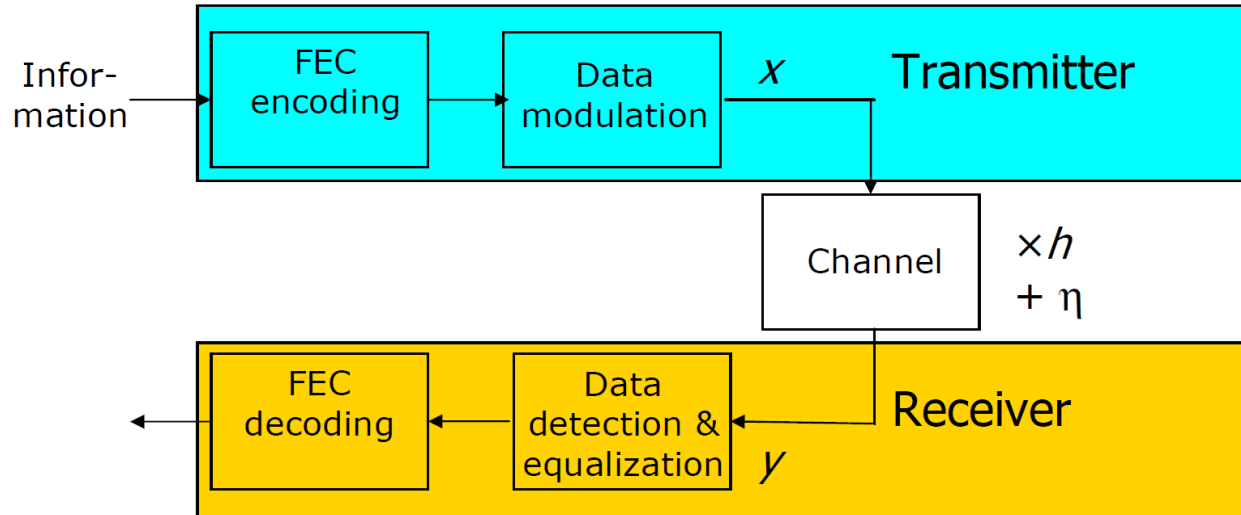 Infor-
mation
FEC
encoding
Data
modulation
x
Transmitter
Channel
×h
+ η
FEC
decoding
Data
detection &
equalization
y
Receiver